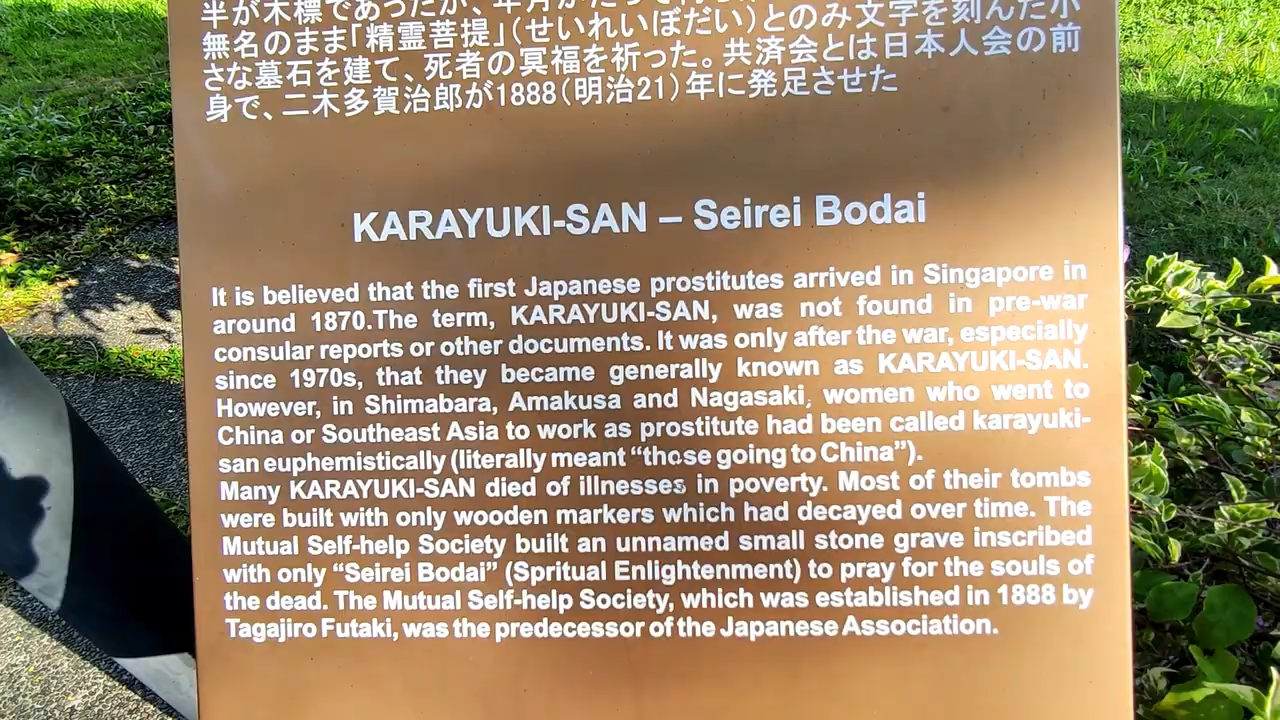 半が木標であったが、年月がたって
無名のまま「精霊菩提」（せいれいぼだい）とのみ文字を刻んだ小
さな墓石を建て、死者の冥福を祈った。共済会とは日本人会の前
身で、二木多賀治郎が1888（明治21）年に発足させた
KARAYUKI-SAN – Seirei Bodai
It is believed that the first Japanese prostitutes arrived in Singapore in
around 1870.The term, KARAYUKI-SAN, was not found in pre-war
consular reports or other documents. It was only after the war, especially
since 1970s, that they became generally known as KARAYUKI-SAN.
However, in Shimabara, Amakusa and Nagasaki, women who went to
China or Southeast Asia to work as prostitute had been called karayuki-
san euphemistically (literally meant “those going to China”).
Many KARAYUKI-SAN died of illnesses in poverty. Most of their tombs
were built with only wooden markers which had decayed over time. The
Mutual Self-help Society built an unnamed small stone grave inscribed
with only “Seirei Bodai” (Spritual Enlightenment) to pray for the souls of
the dead. The Mutual Self-help Society, which was established in 1888 by
Tagajiro Futaki, was the predecessor of the Japanese Association.